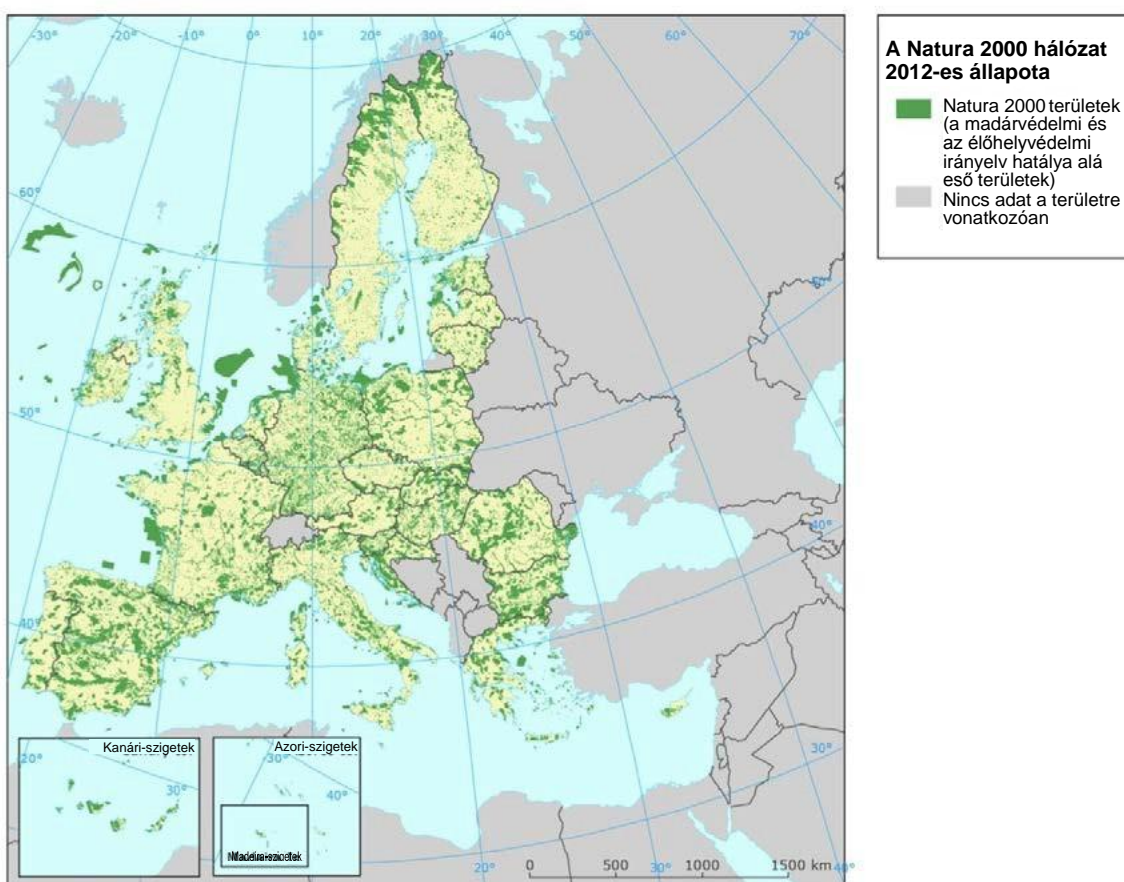 -30° -20° -10° 0° 10° 20° 30° 40° 50° 60° 70°
60°
50°
50°
40°
40°
30°
A Natura 2000 hálózat
2012-es állapota
Natura 2000 területek
(a madárvédelmi és
az élőhelyvédelmi
irányelv hatálya alá
eső területek)
Nincs adat a területre
vonatkozóan
Kanári-szigetek
20°
30°
Azori-szigetek
30°
40°
20°
30°
40°
0 500 1000 1500 km